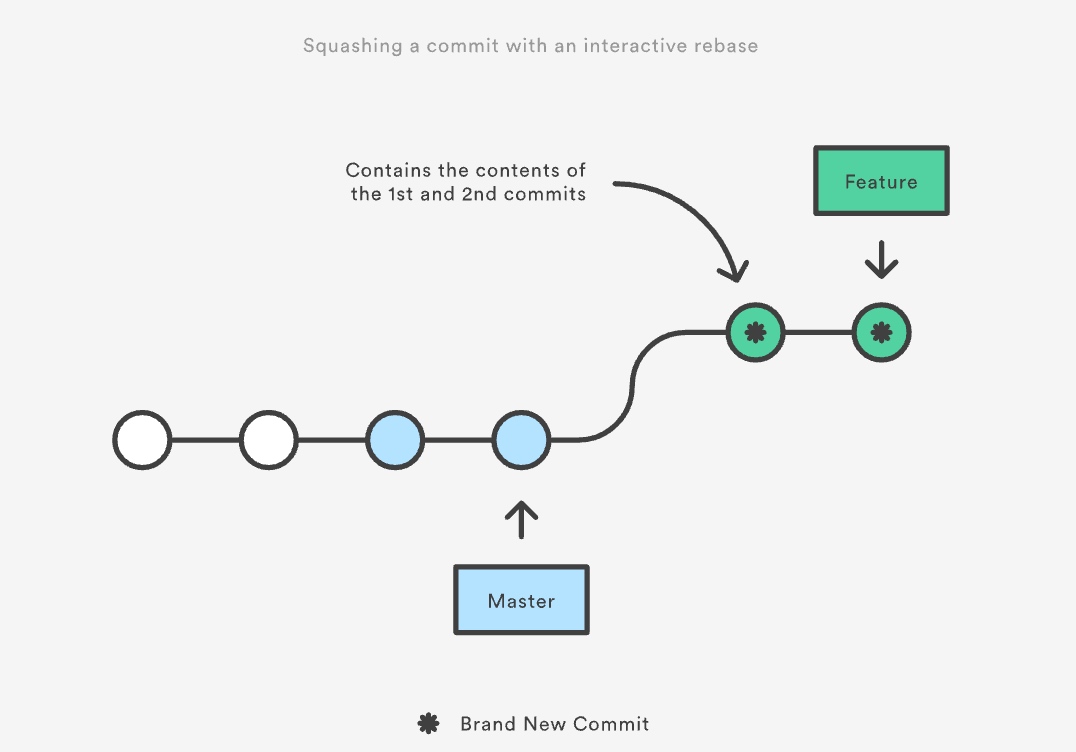 Squashing a commit with an interactive rebase
Contains the contents of
the 1st and 2nd commits
Feature
Master
Brand New Commit